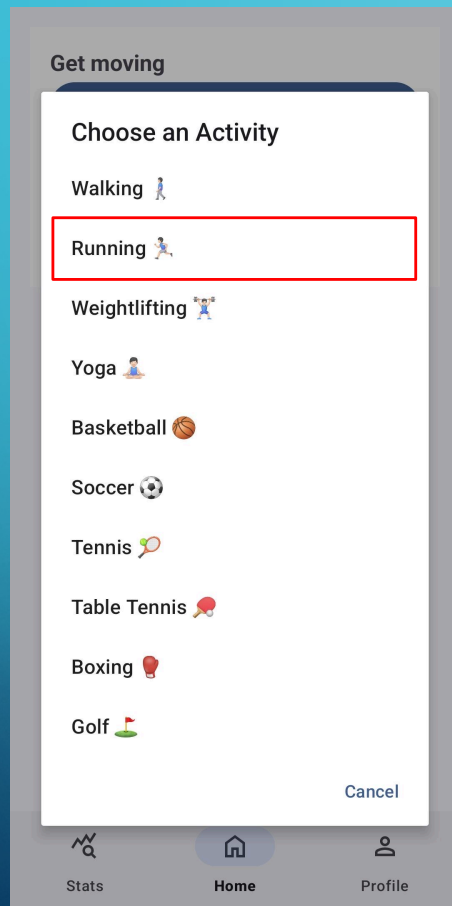 Get moving
Choose an Activity
Walking 🚶🏻
Running 🏃🏻
Weightlifting 🏋🏻
Yoga 🧘🏻
Basketball 🏀
Soccer ⚽
Tennis 🎾
Table Tennis 🏓
Boxing 🥊
Golf ⛳
Cancel
Stats Home Profile